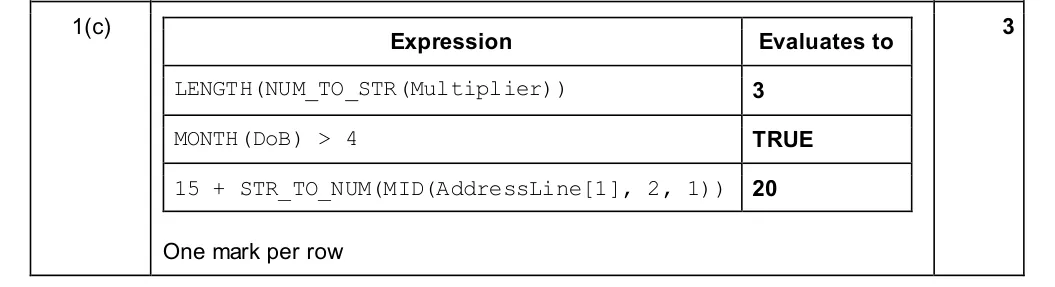 1(c)
3
Expression Evaluates to
LENGTH(NUM_TO_STR(Multiplier)) 3
MONTH(DoB) > 4 TRUE
15 + STR_TO_NUM(MID(AddressLine[1], 2, 1)) 20
One mark per row